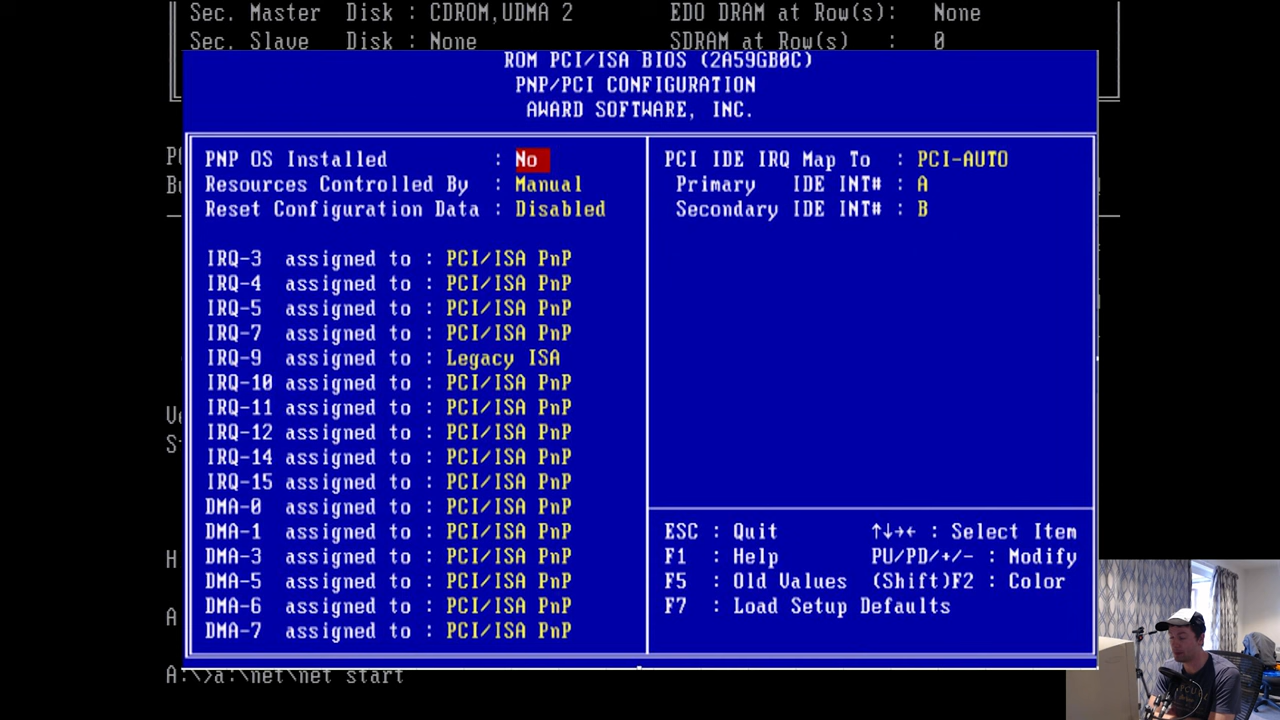 Sec. Master Disk : CDROM,UDMA 2 EDO DRAM at Row(s): None
Sec. Slave Disk : None SDRAM at Row(s) : 0
ROM PCI/ISA BIOS (2A59GB0C)
PNP/PCI CONFIGURATION
AWARD SOFTWARE, INC.
PNP OS Installed : No
Resources Controlled By : Manual
Reset Configuration Data : Disabled
IRQ-3 assigned to : PCI/ISA PnP
IRQ-4 assigned to : PCI/ISA PnP
IRQ-5 assigned to : PCI/ISA PnP
IRQ-7 assigned to : PCI/ISA PnP
IRQ-9 assigned to : Legacy ISA
IRQ-10 assigned to : PCI/ISA PnP
IRQ-11 assigned to : PCI/ISA PnP
IRQ-12 assigned to : PCI/ISA PnP
IRQ-14 assigned to : PCI/ISA PnP
IRQ-15 assigned to : PCI/ISA PnP
DMA-0 assigned to : PCI/ISA PnP
DMA-1 assigned to : PCI/ISA PnP
DMA-3 assigned to : PCI/ISA PnP
DMA-5 assigned to : PCI/ISA PnP
DMA-6 assigned to : PCI/ISA PnP
DMA-7 assigned to : PCI/ISA PnP
PCI IDE IRQ Map To : PCI-AUTO
Primary IDE INT# : A
Secondary IDE INT# : B
ESC : Quit ↑↓→← : Select Item
F1 : Help PU/PD/+/- : Modify
F5 : Old Values (Shift)F2 : Color
F7 : Load Setup Defaults
A:\>a:\net\net start